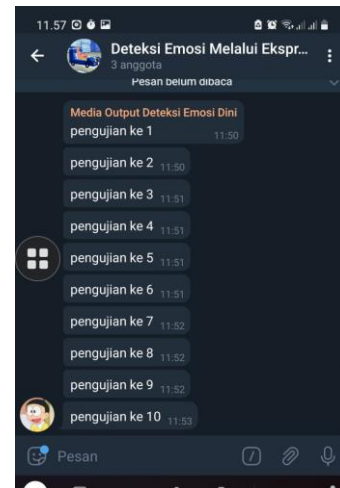 11.57
Deteksi Emosi Melalui Ekspr...
3 anggota
Pesan belum dibaca
Media Output Deteksi Emosi Dini
pengujian ke 1 11:50
pengujian ke 2 11:50
pengujian ke 3 11:51
pengujian ke 4 11:51
pengujian ke 5 11:51
pengujian ke 6 11:51
pengujian ke 7 11:52
pengujian ke 8 11:52
pengujian ke 9 11:52
pengujian ke 10 11:53
Pesan